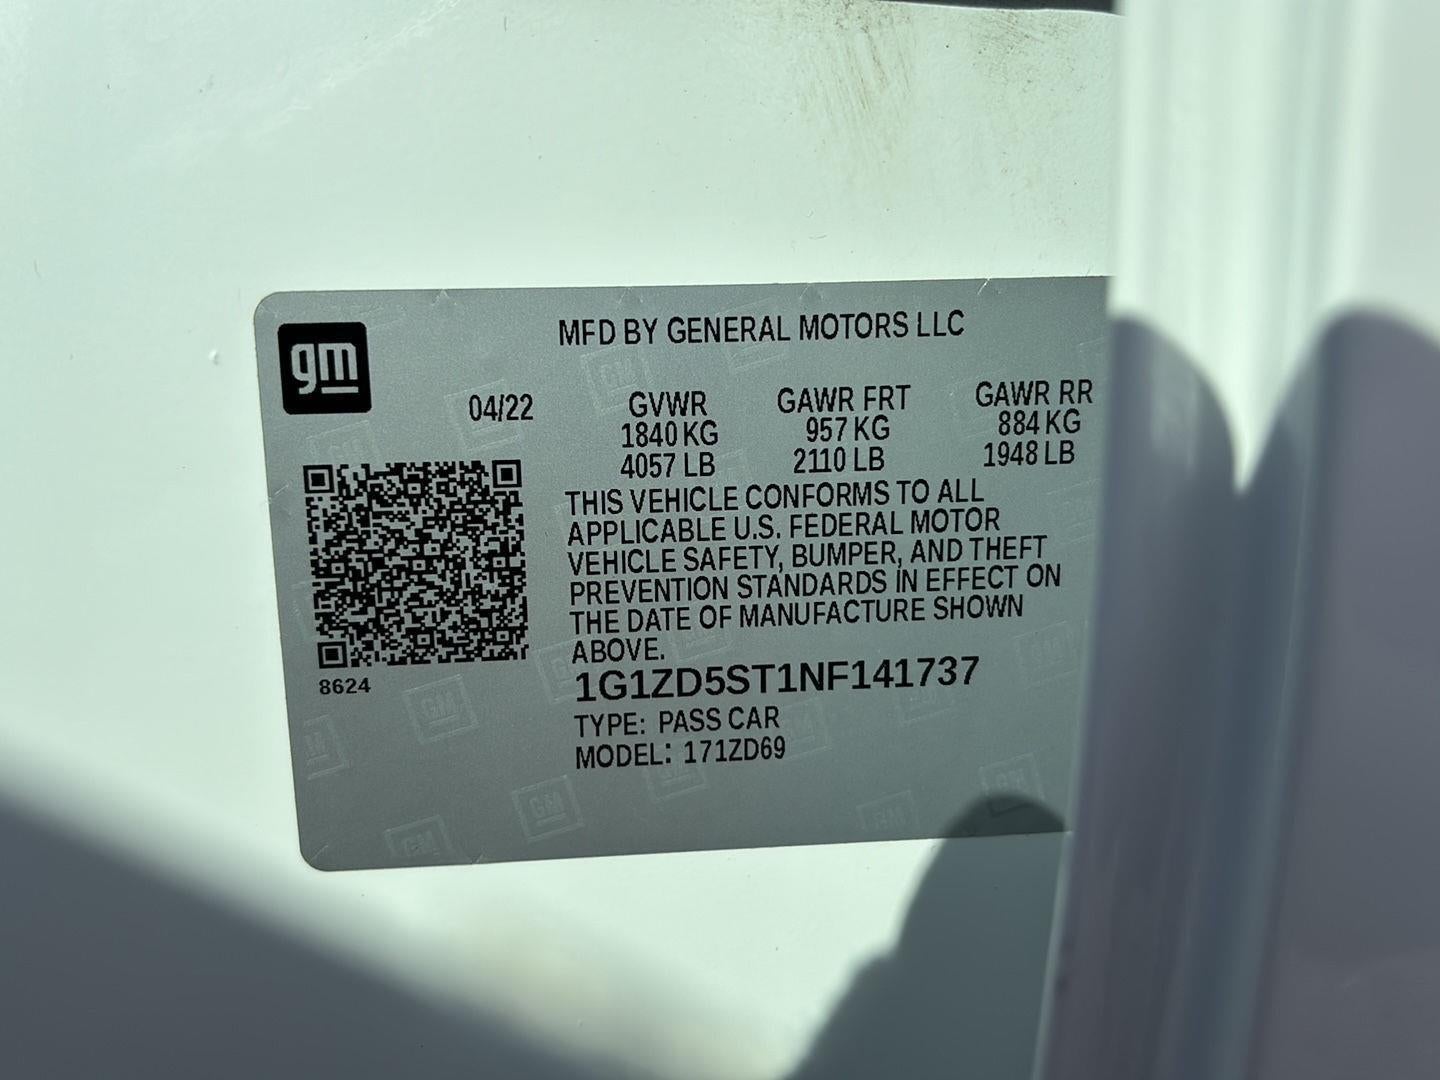 gm
MFD BY GENERAL MOTORS LLC
04/22 GVWR GAWR FRT GAWR RR
1840 KG 957 KG 884 KG
4057 LB 2110 LB 1948 LB
THIS VEHICLE CONFORMS TO ALL
APPLICABLE U.S. FEDERAL MOTOR
VEHICLE SAFETY, BUMPER, AND THEFT
PREVENTION STANDARDS IN EFFECT ON
THE DATE OF MANUFACTURE SHOWN
ABOVE.
8624
1G1ZD5ST1NF141737
TYPE: PASS CAR
MODEL: 171ZD69